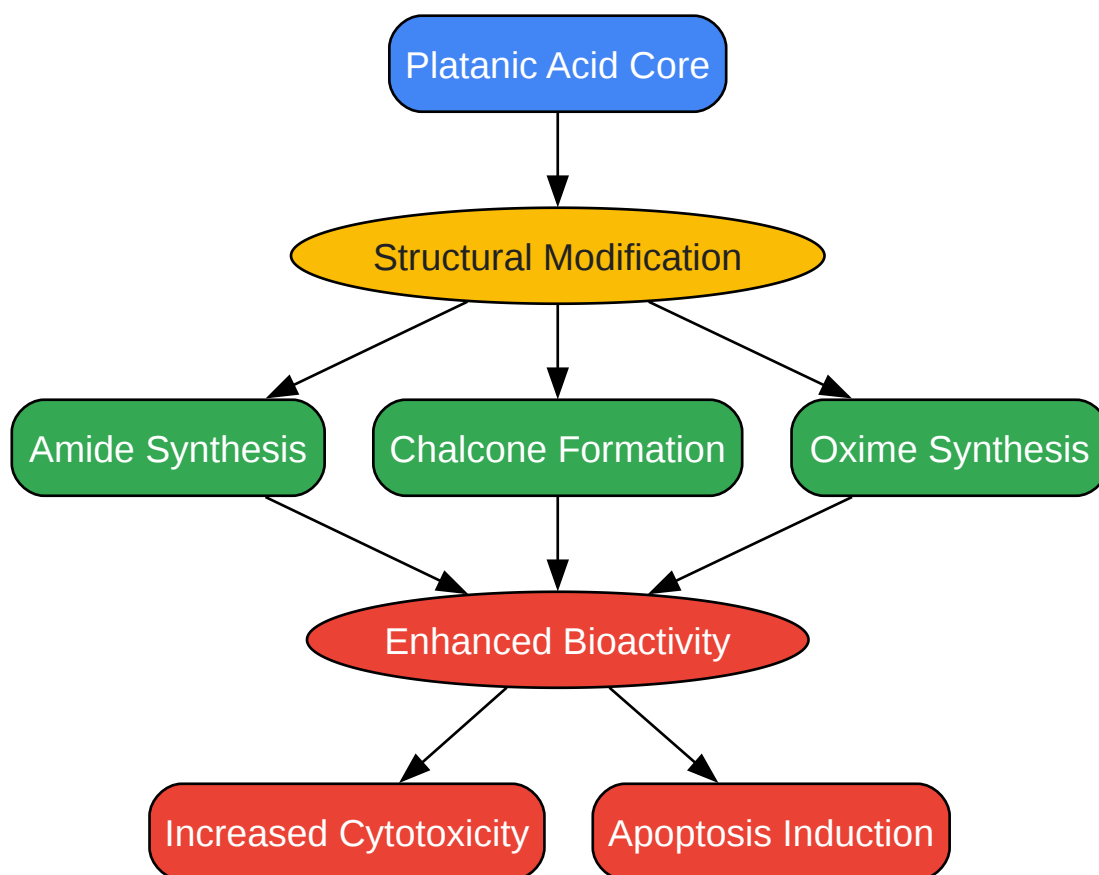 Platanic Acid Core
Structural Modification
Amide Synthesis
Chalcone Formation
Oxime Synthesis
Enhanced Bioactivity
Increased Cytotoxicity
Apoptosis Induction